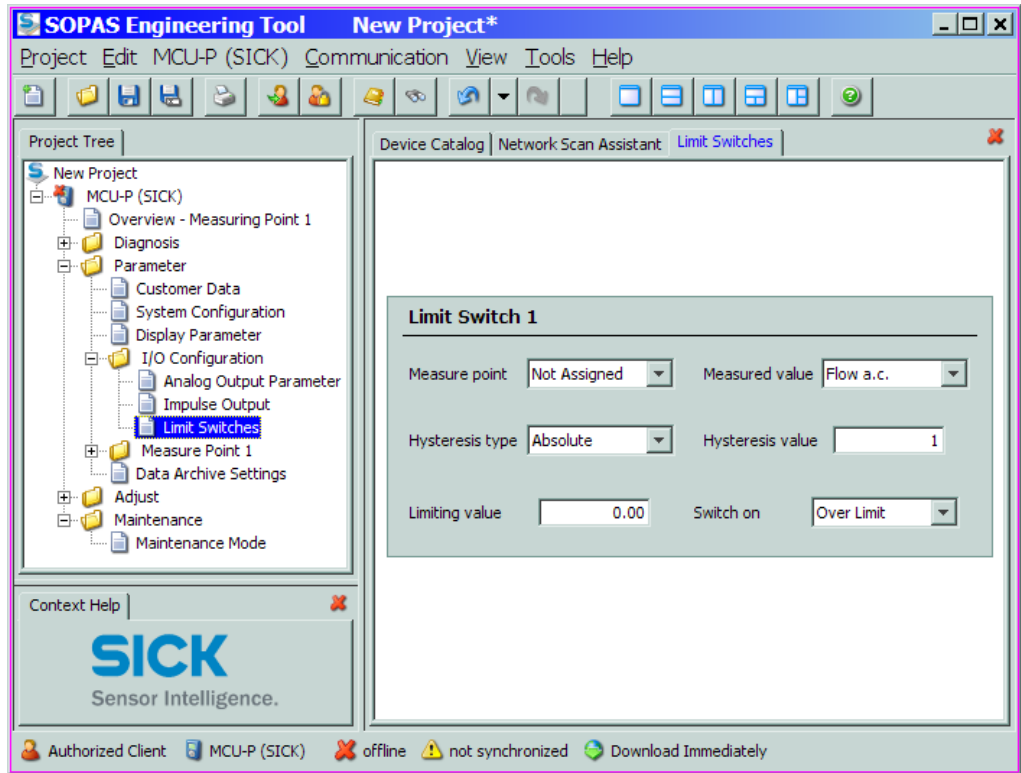 SOPAS Engineering Tool New Project*
Project Edit MCU-P (SICK) Communication View Tools Help
Project Tree
New Project
MCU-P (SICK)
Overview - Measuring Point 1
Diagnosis
Parameter
Customer Data
System Configuration
Display Parameter
I/O Configuration
Analog Output Parameter
Impulse Output
Limit Switches
Measure Point 1
Data Archive Settings
Adjust
Maintenance
Maintenance Mode
Context Help
SICK
Sensor Intelligence.
Device Catalog Network Scan Assistant Limit Switches
Limit Switch 1
Measure point Not Assigned Measured value Flow a.c.
Hysteresis type Absolute Hysteresis value 1
Limiting value 0.00 Switch on Over Limit
Authorized Client MCU-P (SICK) offline not synchronized Download Immediately